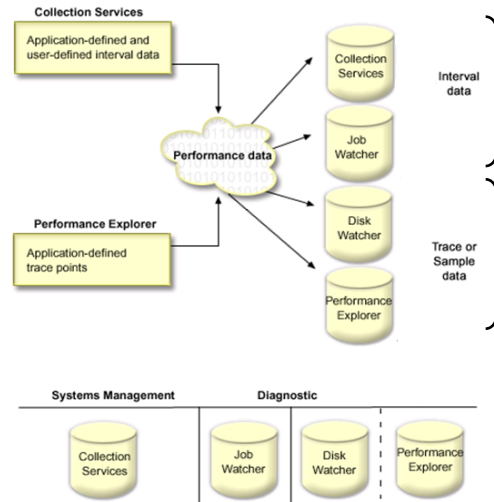 Collection Services
Application-defined and
user-defined interval data
Collection
Services
Interval
data
Job
Watcher
Performance data
Disk
Watcher
Trace or
Sample
data
Performance Explorer
Application-defined
trace points
Performance
Explorer
Systems Management
Diagnostic
Collection
Services
Job
Watcher
Disk
Watcher
Performance
Explorer